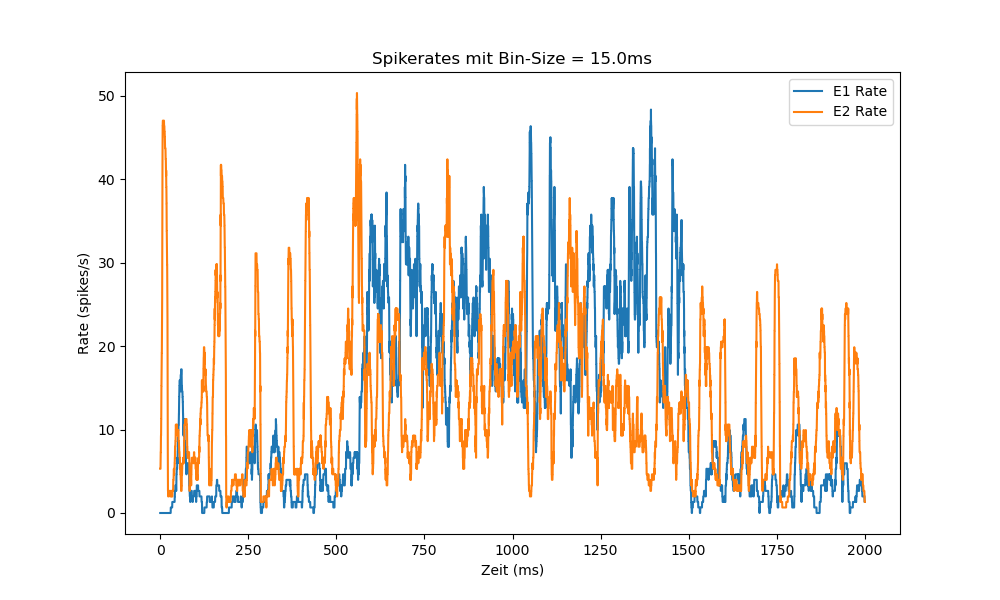 Spikerates mit Bin-Size = 15.0ms
E1 Rate
E2 Rate
50
40
30
20
10
0
Rate (spikes/s)
0 250 500 750 1000 1250 1500 1750 2000
Zeit (ms)